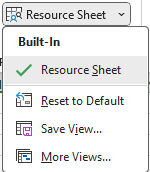 Resource Sheet
Built-In
Resource Sheet
Reset to Default
Save View...
More Views...